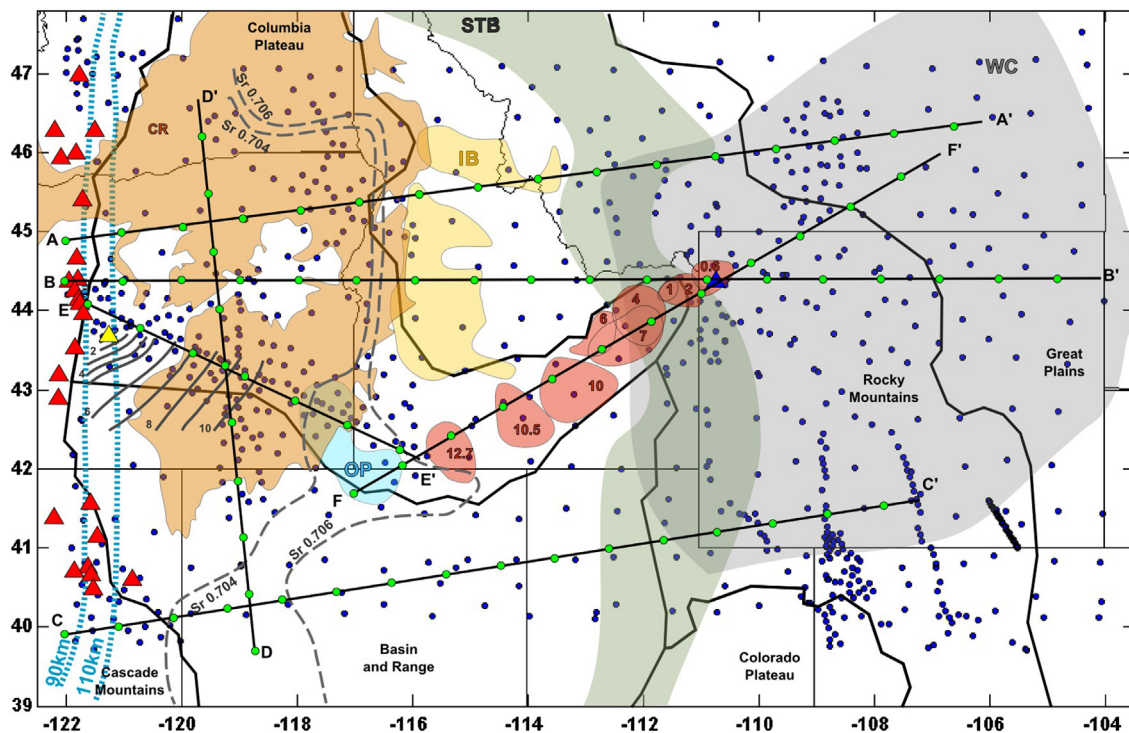 STB
Columbia
Plateau
47
WC
D'
Sr 0.706
CR
A'
46
Sr 0.704
IB
F'
45
A
0.6
B
B'
1
2
44
E
4
6
7
2
Great
Plains
4
10
43
Rocky
Mountains
6
8
10
10.5
12.7
42
OP
E'
F
C'
Sr 0.706
41
Sr 0.704
C
40
D
Basin
and Range
Colorado
Plateau
90km
110km
Cascade
Mountains
39
-122
-120
-118
-116
-114
-112
-110
-108
-106
-104